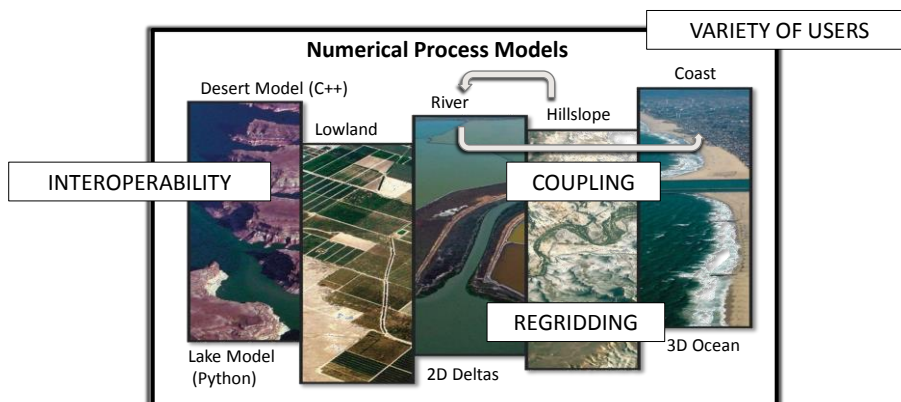 VARIETY OF USERS
Numerical Process Models
Coast
Desert Model (C++)
River
Hillslope
Lowland
INTEROPERABILITY
COUPLING
REGRIDDING
Lake Model
(Python)
2D Deltas
3D Ocean